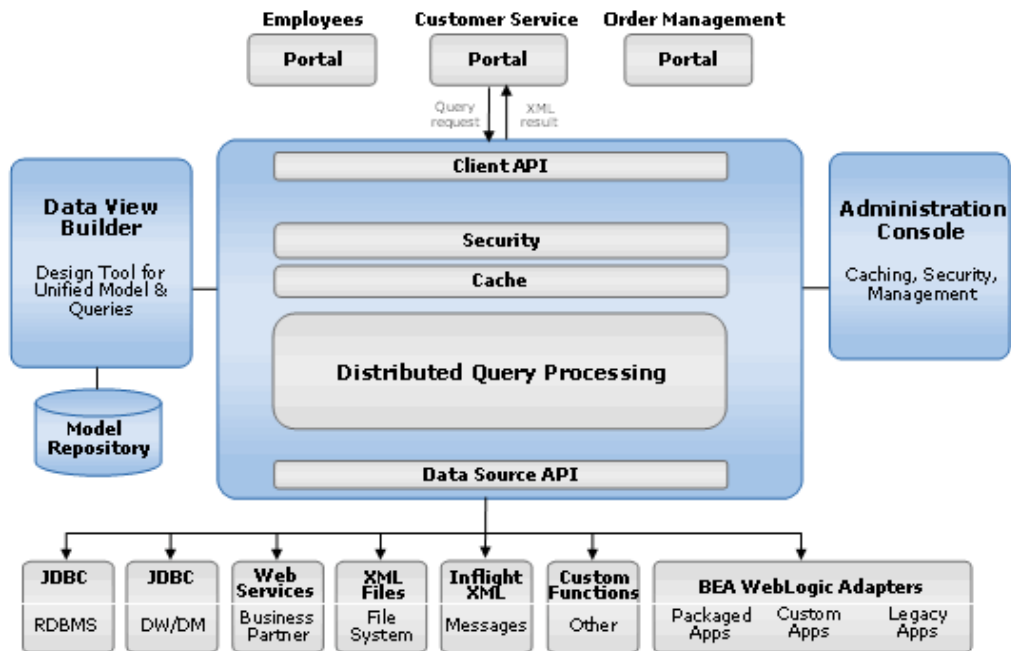 Employees
Customer Service
Order Management
Portal
Portal
Portal
Query
request
XML
result
Client API
Data View
Builder
Design Tool for
Unified Model &
Queries
Security
Cache
Distributed Query Processing
Data Source API
Administration
Console
Caching, Security,
Management
Model
Repository
JDBC
RDBMS
JDBC
DW/DM
Web
Services
Business
Partner
XML
Files
File
System
Inflight
XML
Messages
Custom
Functions
Other
BEA WebLogic Adapters
Packaged
Apps
Custom
Apps
Legacy
Apps